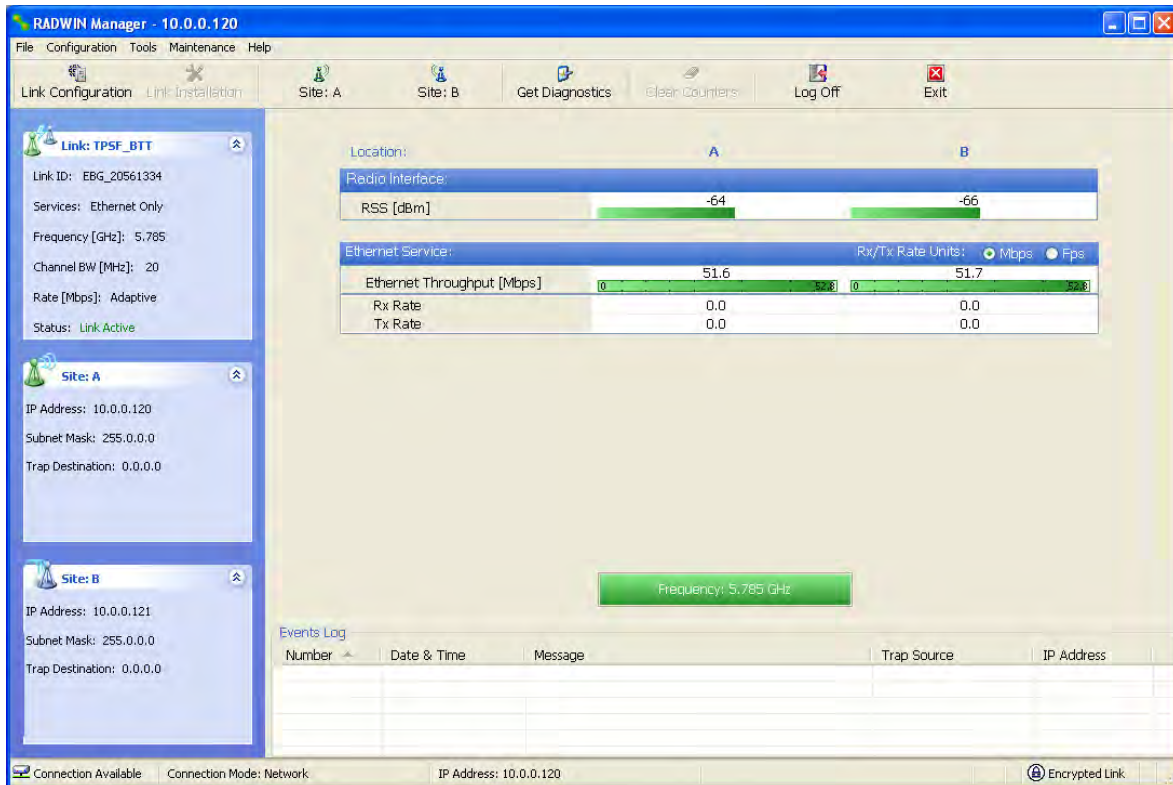 RADWIN Manager - 10.0.0.120
File Configuration Tools Maintenance Help
Link Configuration Link Installation Site: A Site: B Get Diagnostics Clear Counters Log Off Exit
Link: TPSF_BTT
Link ID: EBG_20561334
Services: Ethernet Only
Frequency [GHz]: 5.785
Channel BW [MHz]: 20
Rate [Mbps]: Adaptive
Status: Link Active
Site: A
IP Address: 10.0.0.120
Subnet Mask: 255.0.0.0
Trap Destination: 0.0.0.0
Site: B
IP Address: 10.0.0.121
Subnet Mask: 255.0.0.0
Trap Destination: 0.0.0.0
Location: A B
Radio Interface:
RSS [dBm] -64 -66
Ethernet Service: Rx/Tx Rate Units: Mbps Fps
Ethernet Throughput [Mbps] 51.6 51.7
0 52.8 0 52.8
Rx Rate 0.0 0.0
Tx Rate 0.0 0.0
Frequency: 5.785 GHz
Events Log
Number Date & Time Message Trap Source IP Address
Connection Available Connection Mode: Network IP Address: 10.0.0.120 Encrypted Link